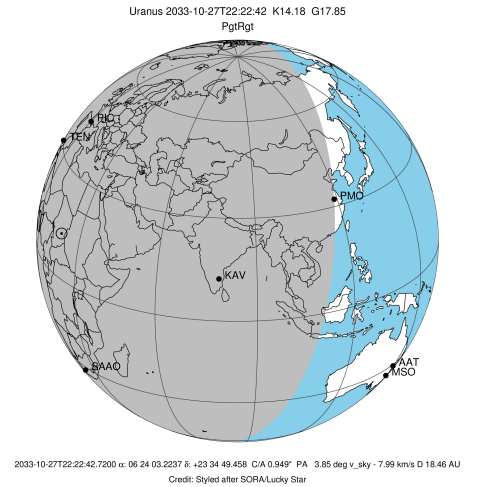 Uranus 2033-10-27T22:22:42 K14.18 G17.85
PgtRgt
PIC
TEN
PMO
KAV
SAAO
AAT
MSO
2033-10-27T22:22:42.7200 α: 06 24 03.2237 δ: +23 34 49.458 C/A 0.949" PA 3.85 deg v_sky - 7.99 km/s D 18.46 AU
Credit: Styled after SORA/Lucky Star